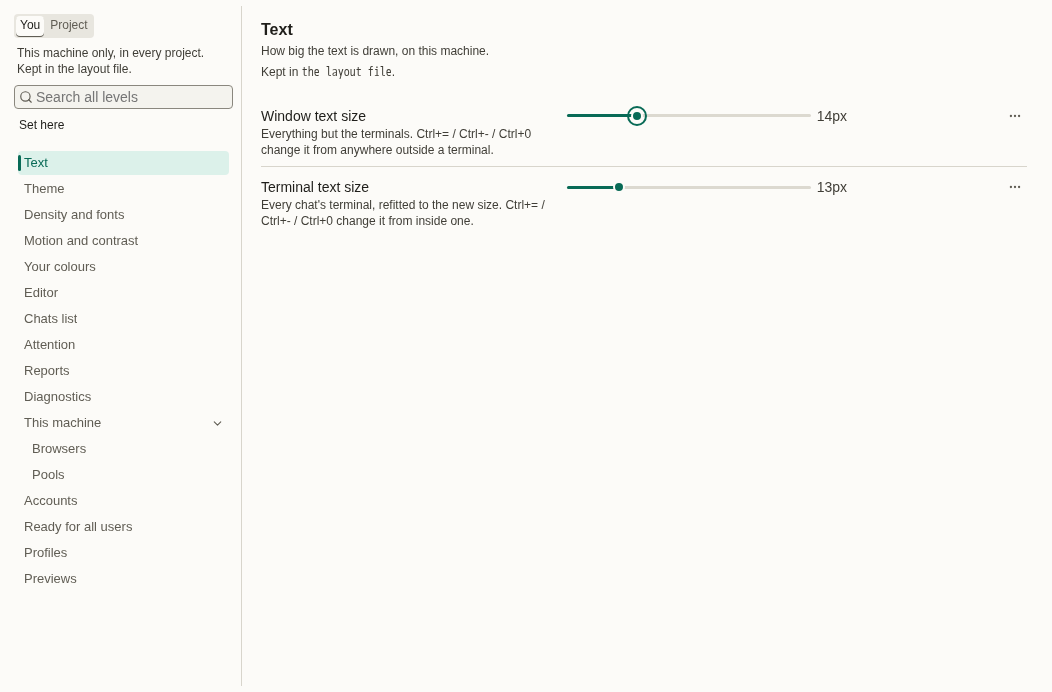 You Project
This machine only, in every project.
Kept in the layout file.
Search all levels
Set here
Text
Theme
Density and fonts
Motion and contrast
Your colours
Editor
Chats list
Attention
Reports
Diagnostics
This machine
Browsers
Pools
Accounts
Ready for all users
Profiles
Previews
Text
How big the text is drawn, on this machine.
Kept in the layout file.
Window text size
14px
Everything but the terminals. Ctrl+= / Ctrl+- / Ctrl+0
change it from anywhere outside a terminal.
Terminal text size
13px
Every chat's terminal, refitted to the new size. Ctrl+= /
Ctrl+- / Ctrl+0 change it from inside one.